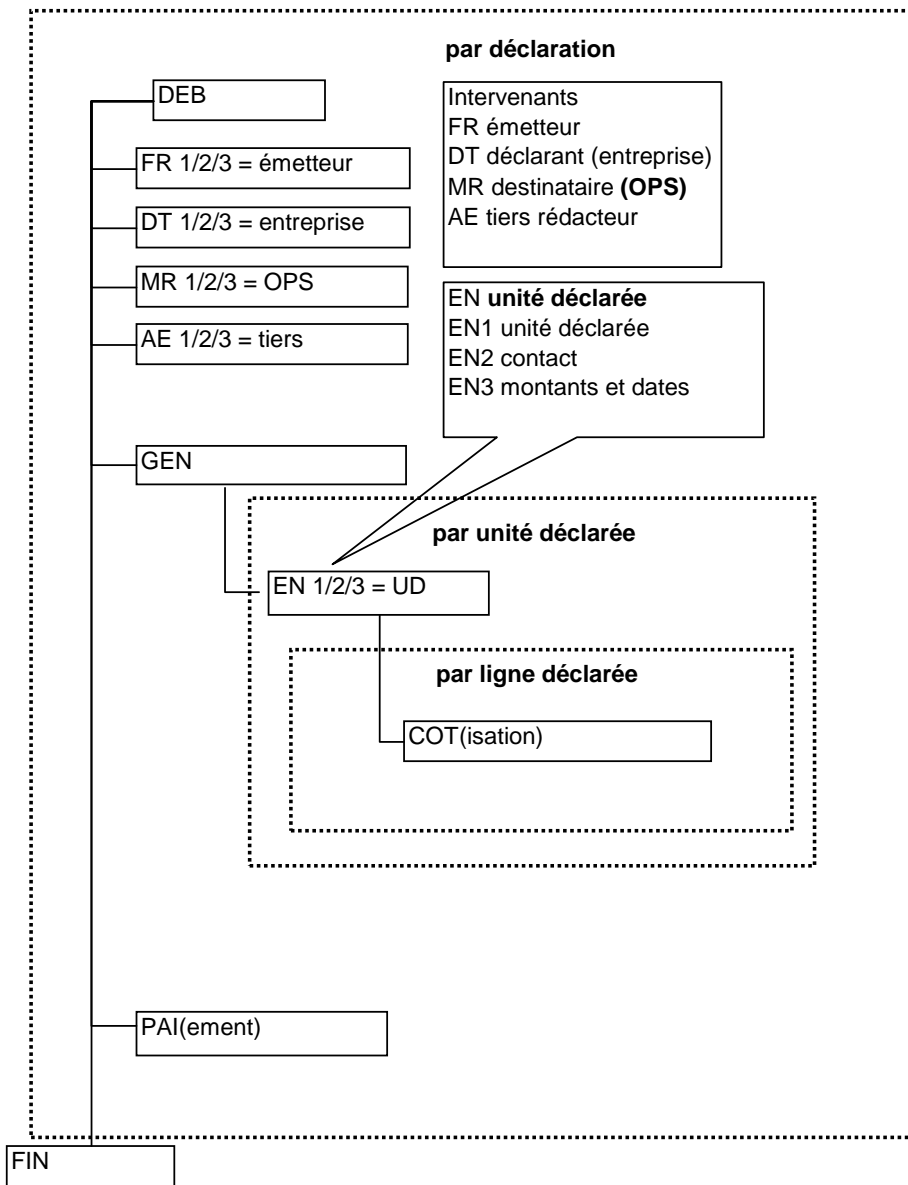 par déclaration
DEB
Intervenants
FR émetteur
DT déclarant (entreprise)
MR destinataire (OPS)
AE tiers rédacteur
FR 1/2/3 = émetteur
DT 1/2/3 = entreprise
MR 1/2/3 = OPS
AE 1/2/3 = tiers
EN unité déclarée
EN1 unité déclarée
EN2 contact
EN3 montants et dates
GEN
par unité déclarée
EN 1/2/3 = UD
par ligne déclarée
COT(isation)
PAI(ement)
FIN